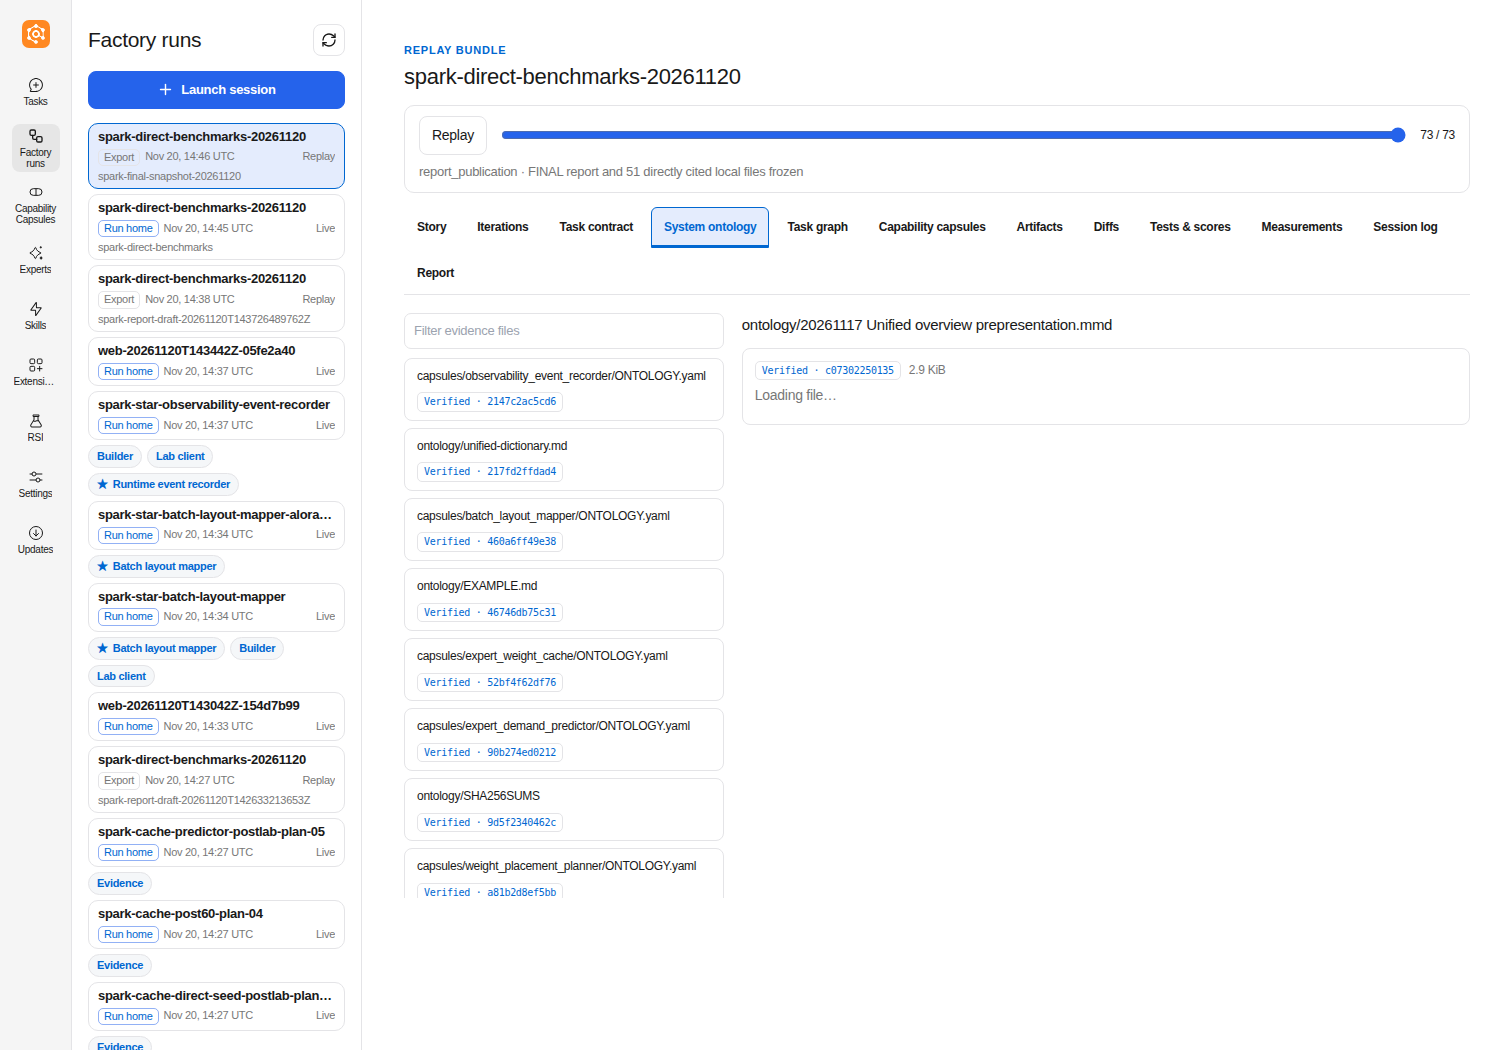 Tasks
Factory
runs
Capability
Capsules
Experts
Skills
Extensi…
RSI
Settings
Updates
Factory runs
Launch session
spark-direct-benchmarks-20261120
Export Nov 20, 14:46 UTC Replay
spark-final-snapshot-20261120
spark-direct-benchmarks-20261120
Run home Nov 20, 14:45 UTC Live
spark-direct-benchmarks
spark-direct-benchmarks-20261120
Export Nov 20, 14:38 UTC Replay
spark-report-draft-20261120T143726489762Z
web-20261120T143442Z-05fe2a40
Run home Nov 20, 14:37 UTC Live
spark-star-observability-event-recorder
Run home Nov 20, 14:37 UTC Live
Builder Lab client
★ Runtime event recorder
spark-star-batch-layout-mapper-alora…
Run home Nov 20, 14:34 UTC Live
★ Batch layout mapper
spark-star-batch-layout-mapper
Run home Nov 20, 14:34 UTC Live
★ Batch layout mapper Builder
Lab client
web-20261120T143042Z-154d7b99
Run home Nov 20, 14:33 UTC Live
spark-direct-benchmarks-20261120
Export Nov 20, 14:27 UTC Replay
spark-report-draft-20261120T142633213653Z
spark-cache-predictor-postlab-plan-05
Run home Nov 20, 14:27 UTC Live
Evidence
spark-cache-post60-plan-04
Run home Nov 20, 14:27 UTC Live
Evidence
spark-cache-direct-seed-postlab-plan…
Run home Nov 20, 14:27 UTC Live
Evidence
REPLAY BUNDLE
spark-direct-benchmarks-20261120
Replay 73 / 73
report_publication · FINAL report and 51 directly cited local files frozen
Story Iterations Task contract System ontology Task graph Capability capsules Artifacts Diffs Tests & scores Measurements Session log
Report
Filter evidence files
capsules/observability_event_recorder/ONTOLOGY.yaml
Verified · 2147c2ac5cd6
ontology/unified-dictionary.md
Verified · 217fd2ffdad4
capsules/batch_layout_mapper/ONTOLOGY.yaml
Verified · 460a6ff49e38
ontology/EXAMPLE.md
Verified · 46746db75c31
capsules/expert_weight_cache/ONTOLOGY.yaml
Verified · 52bf4f62df76
capsules/expert_demand_predictor/ONTOLOGY.yaml
Verified · 90b274ed0212
ontology/SHA256SUMS
Verified · 9d5f2340462c
capsules/weight_placement_planner/ONTOLOGY.yaml
Verified · a81b2d8ef5bb
ontology/20261117 Unified overview prepresentation.mmd
Verified · c07302250135 2.9 KiB
Loading file…